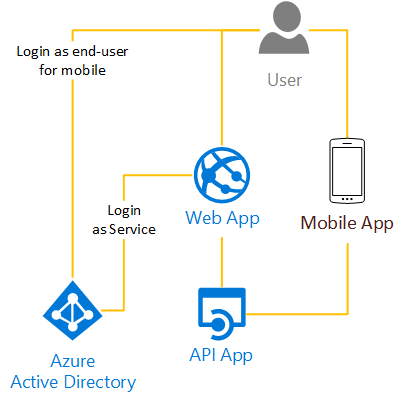 Login as end-user
for mobile
User
Login
as Service
Web App
Mobile App
API App
Azure
Active Directory